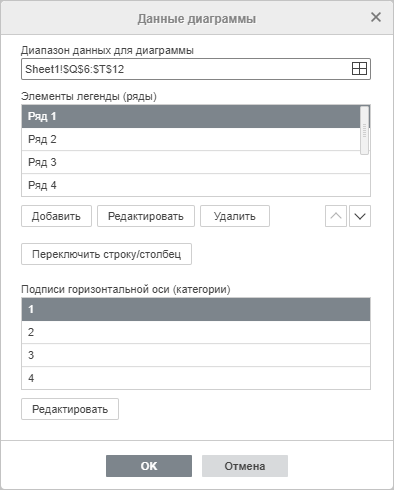 Данные диаграммы
Диапазон данных для диаграммы
Sheet1!$Q$6:$T$12
Элементы легенды (ряды)
Ряд 1
Ряд 2
Ряд 3
Ряд 4
Добавить Редактировать Удалить
Переключить строку/столбец
Подписи горизонтальной оси (категории)
1
2
3
4
Редактировать
OK Отмена